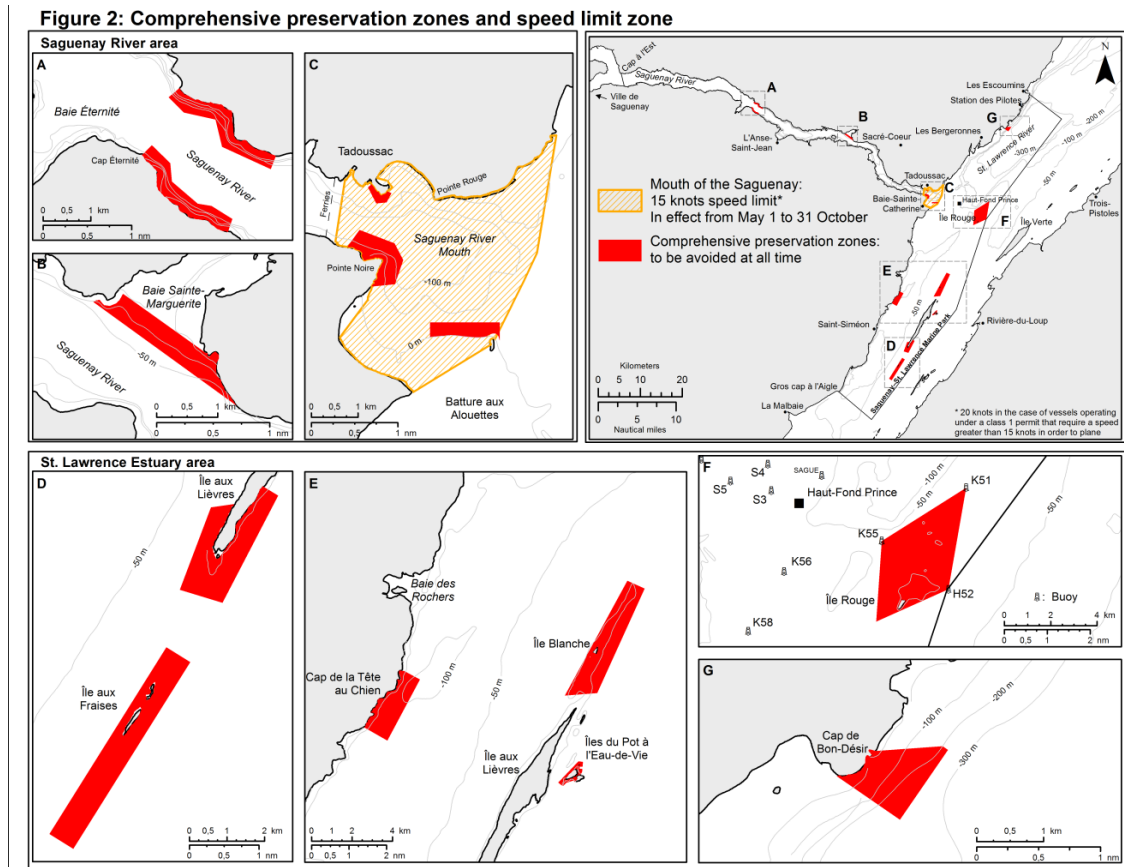 Figure 2: Comprehensive preservation zones and speed limit zone
Saguenay River area
A
Baie Éternité
Cap Éternité
Saguenay River
0 0,5 1 km
0 0,5 1 nm
B
Baie Sainte-
Marguerite
-50 m
Saguenay River
0 0,5 1 km
0 0,5 1 nm
C
Tadoussac
Pointe Rouge
Ferries
Saguenay River
Mouth
Pointe Noire
-100 m
0 m
Batture aux
Alouettes
0 0,5 1 km
0 0,5 1 nm
N
Cap à l'Est
Saguenay River
Ville de
Saguenay
A
B
L'Anse-
Saint-Jean
Sacré-Coeur
Les Escoumins
Station des Pilotes
G
Les Bergeronnes
St. Lawrence River
-50 m
-200 m
-100 m
-300 m
Tadoussac
C
Baie-Sainte
Catherine
Haut-Fond Prince
Île Rouge
F
Île Verte
Trois-
Pistoles
Mouth of the Saguenay:
15 knots speed limit*
In effect from May 1 to 31 October
Comprehensive preservation zones:
to be avoided at all time
E
-50 m
Saint-Siméon
Rivière-du-Loup
D
Saguenay-St. Lawrence Marine Park
Gros cap à l'Aigle
La Malbaie
Kilometers
0 10 20
0 5 10
Nautical miles
* 20 knots in the case of vessels operating
under a class 1 permit that require a speed
greater than 15 knots in order to plane
St. Lawrence Estuary area
D
Île aux
Lièvres
-50 m
Île aux
Fraises
0 0,5 1 2 km
0 0,5 1 2 nm
E
Baie des
Rochers
Île Blanche
Cap de la Tête
au Chien
-100 m
-50 m
Île aux
Lièvres
Îles du Pot à
l'Eau-de-Vie
0 1 2 4 km
0 0,5 1 2 nm
F
S4
SAGUE
S5
S3
Haut-Fond Prince
-100 m
-50 m
K51
-50 m
K55
K56
Île Rouge
H52
: Buoy
K58
0 1 2 4 km
0 0,5 1 2 nm
G
-200 m
-100 m
Cap de
Bon-Désir
-300 m
0 0,5 1 km
0 0,5 1 nm